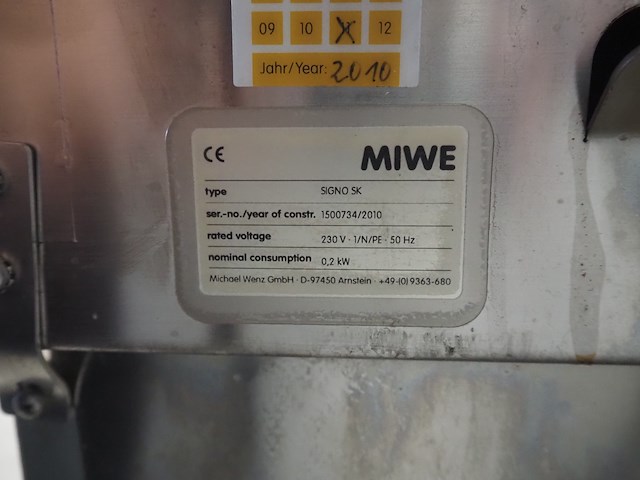 09 10 11 12
Jahr/Year: 2010
CE MIWE
type SIGNO SK
ser.-no./year of constr. 1500734/2010
rated voltage 230 V - 1/N/PE - 50 Hz
nominal consumption 0,2 kW
Michael Wenz GmbH · D-97450 Arnstein · +49-(0)9363-680